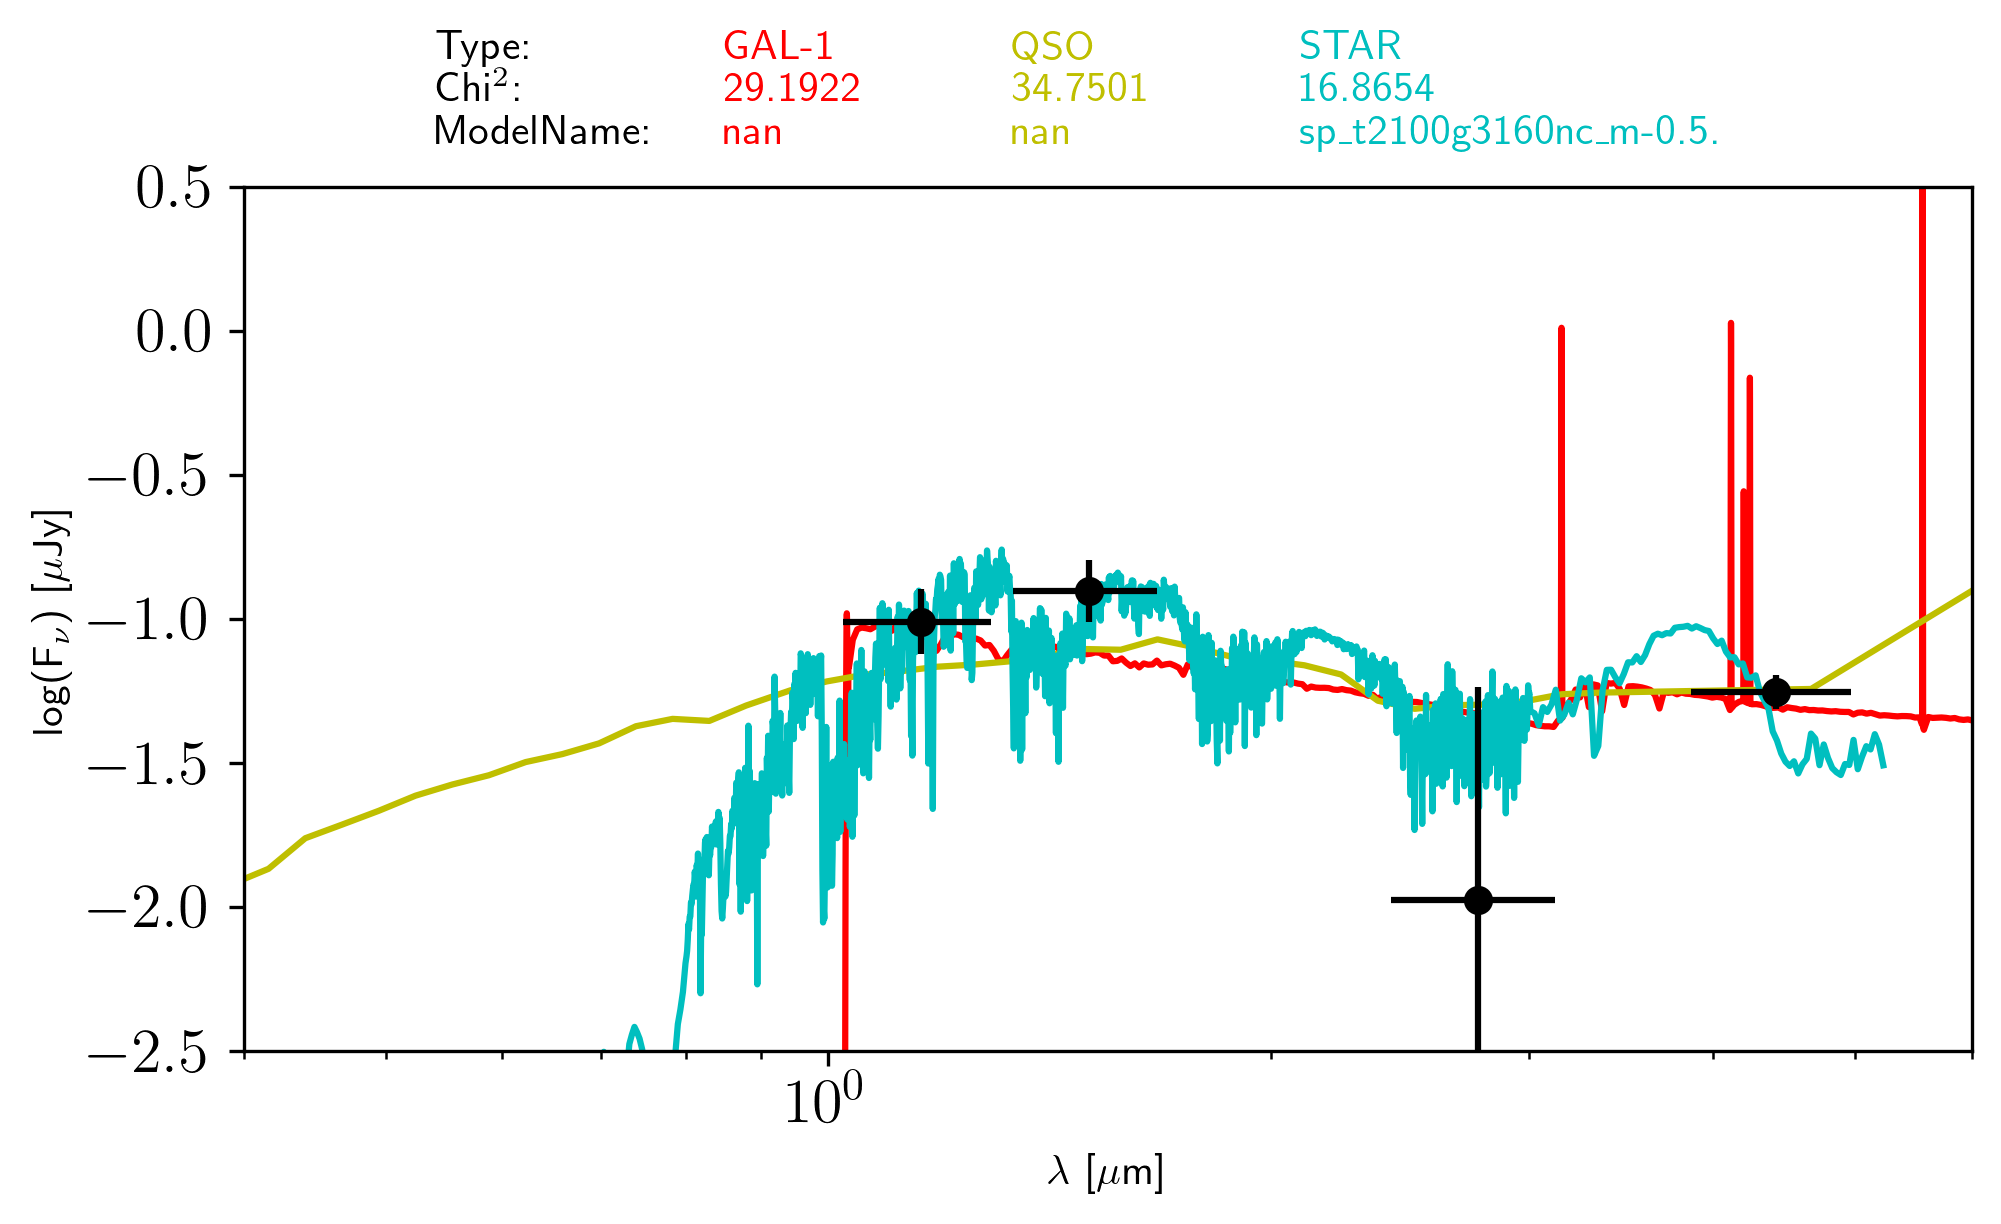 Type: GAL-1 QSO STAR
Chi²: 29.1922 34.7501 16.8654
ModelName: nan nan sp_t2100g3160nc_m-0.5.
0.5
0.0
−0.5
−1.0
−1.5
−2.0
−2.5
log(Fν) [μJy]
10⁰
λ [μm]